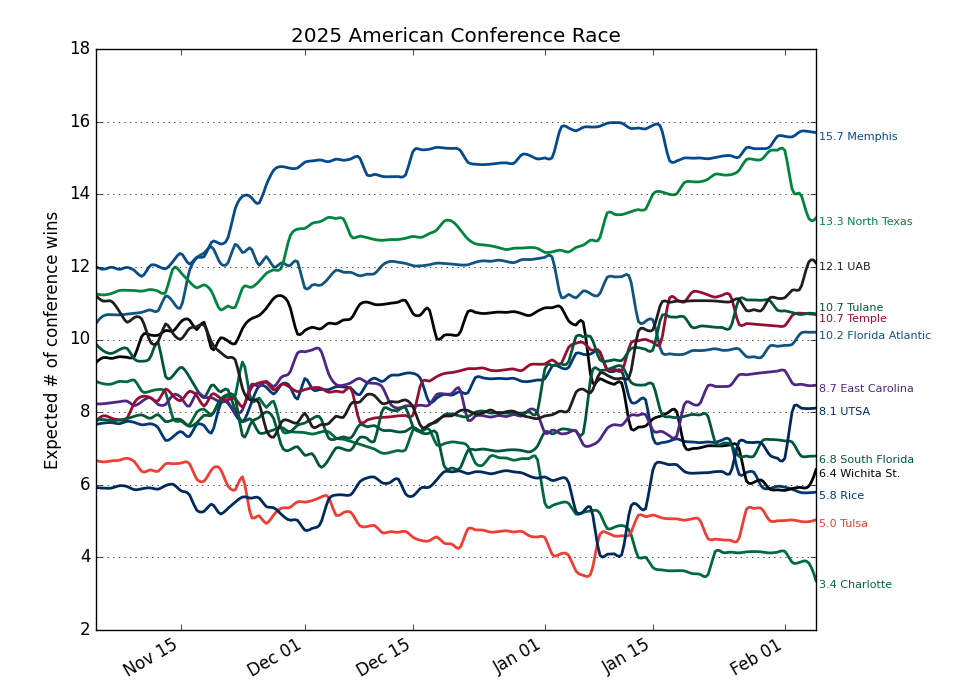 2025 American Conference Race
Expected # of conference wins
18
16
14
12
10
8
6
4
2
Nov 15
Dec 01
Dec 15
Jan 01
Jan 15
Feb 01
15.7 Memphis
13.3 North Texas
12.1 UAB
10.7 Tulane
10.7 Temple
10.2 Florida Atlantic
8.7 East Carolina
8.1 UTSA
6.8 South Florida
6.4 Wichita St.
5.8 Rice
5.0 Tulsa
3.4 Charlotte